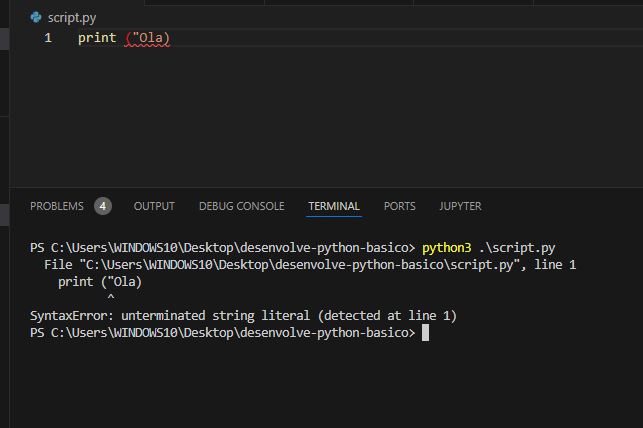 script.py
1 print ("Ola)
PROBLEMS 4 OUTPUT DEBUG CONSOLE TERMINAL PORTS JUPYTER
PS C:\Users\WINDOWS10\Desktop\desenvolve-python-basico> python3 .\script.py
File "C:\Users\WINDOWS10\Desktop\desenvolve-python-basico\script.py", line 1
print ("Ola)
^
SyntaxError: unterminated string literal (detected at line 1)
PS C:\Users\WINDOWS10\Desktop\desenvolve-python-basico>